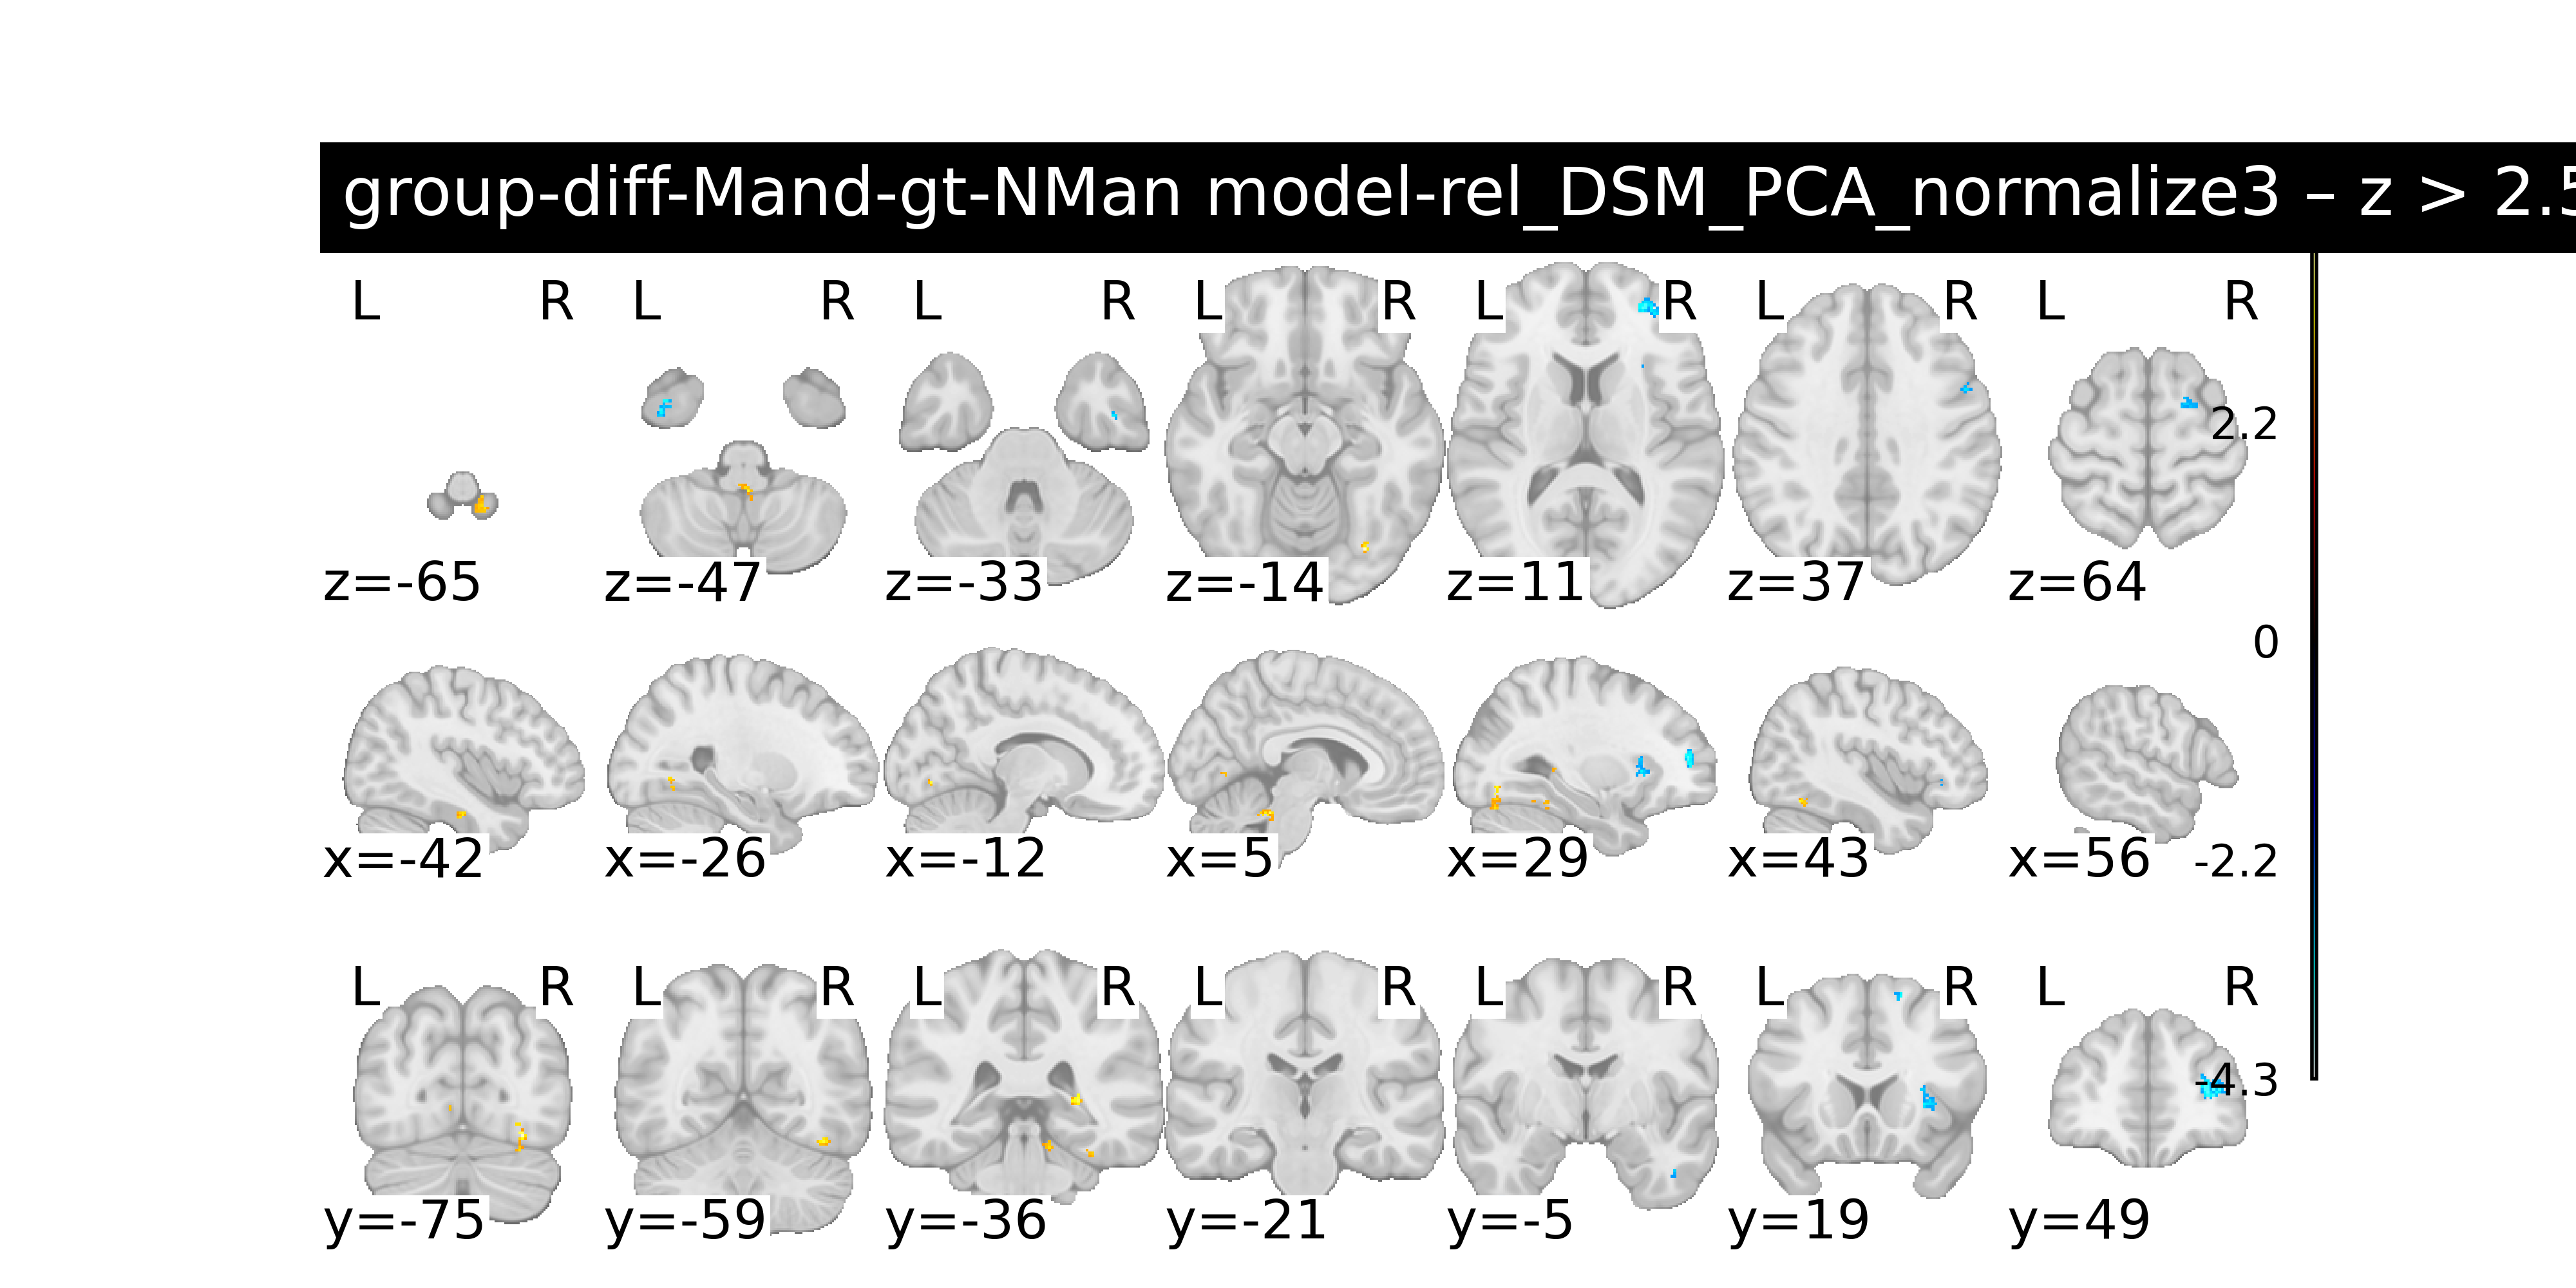 group-diff-Mand-gt-NMan model-rel_DSM_PCA_normalize3 – z > 2.5
L R L R L R L R L R L R L R
2.2
z=-65 z=-47 z=-33 z=-14 z=11 z=37 z=64
0
x=-42 x=-26 x=-12 x=5 x=29 x=43 x=56 -2.2
L R L R L R L R L R L R L R
-4.3
y=-75 y=-59 y=-36 y=-21 y=-5 y=19 y=49